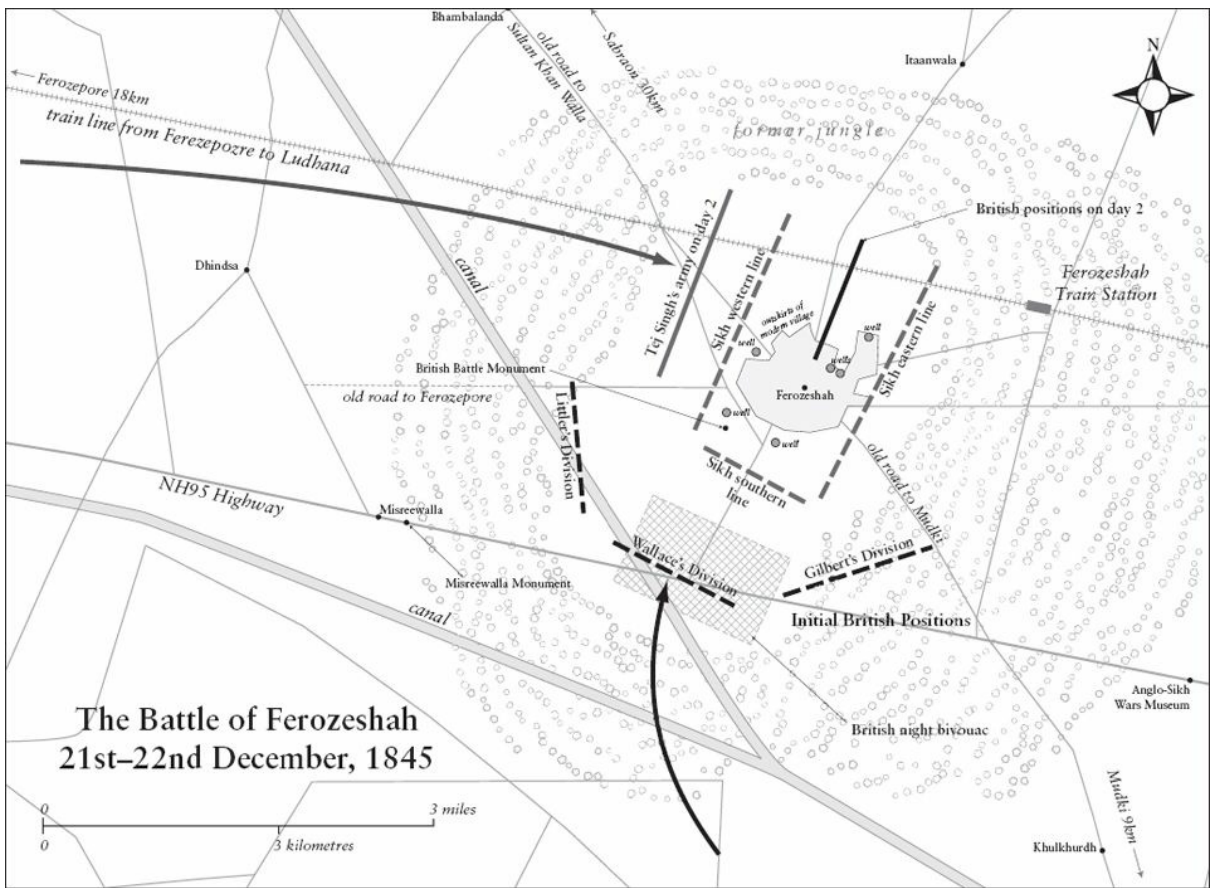 Bhambalanda
old road to
Sultan Khan Walla
Sabraon 30km
Itaanwala
N
Ferozepore 18km
train line from Ferezepozre to Ludhana
former jungle
British positions on day 2
Dhindsa
canal
Tej Singh's army on day 2
Sikh western line
outskirts of
modern village
Ferozeshah
Train Station
well
well
wells
Sikh eastern line
British Battle Monument
Ferozeshah
old road to Ferozepore
Littler's Division
well
well
Sikh southern
line
old road to Mudki
NH95 Highway
Misreewalla
Wallace's Division
Gilbert's Division
Misreewalla Monument
canal
Initial British Positions
Anglo-Sikh
Wars Museum
British night bivouac
The Battle of Ferozeshah
21st–22nd December, 1845
Mudki 9km
0
3 miles
0
3 kilometres
Khulkhurdh